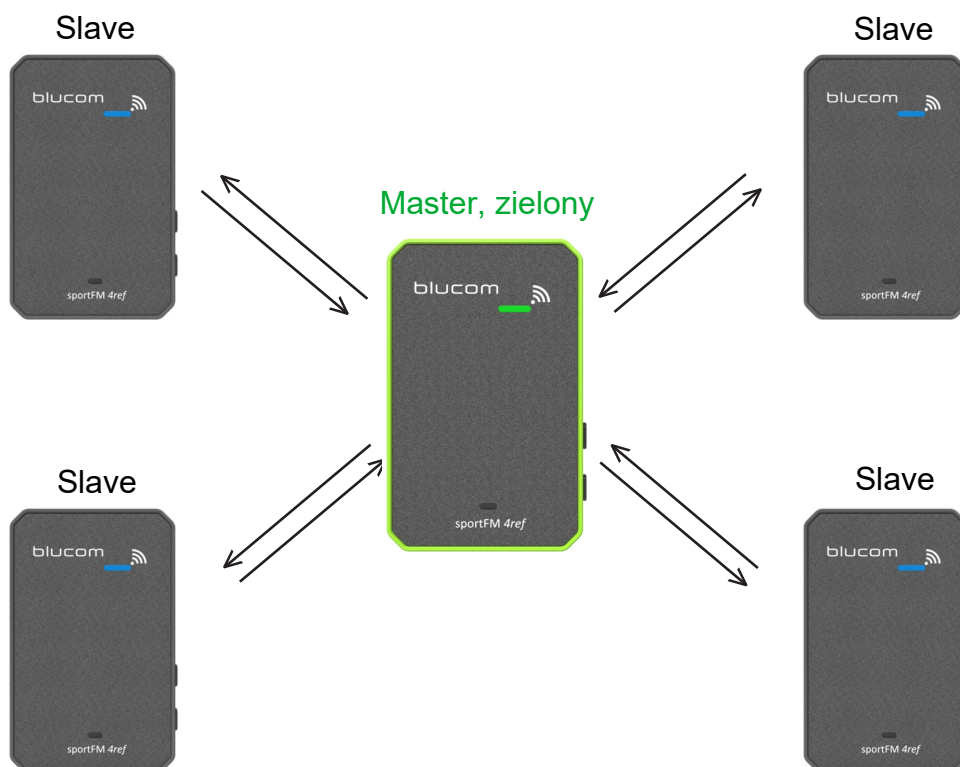 Slave
Slave
blucom
blucom
Master, zielony
blucom
sportFM 4ref
sportFM 4ref
Slave
Slave
sportFM 4ref
blucom
blucom
sportFM 4ref
sportFM 4ref